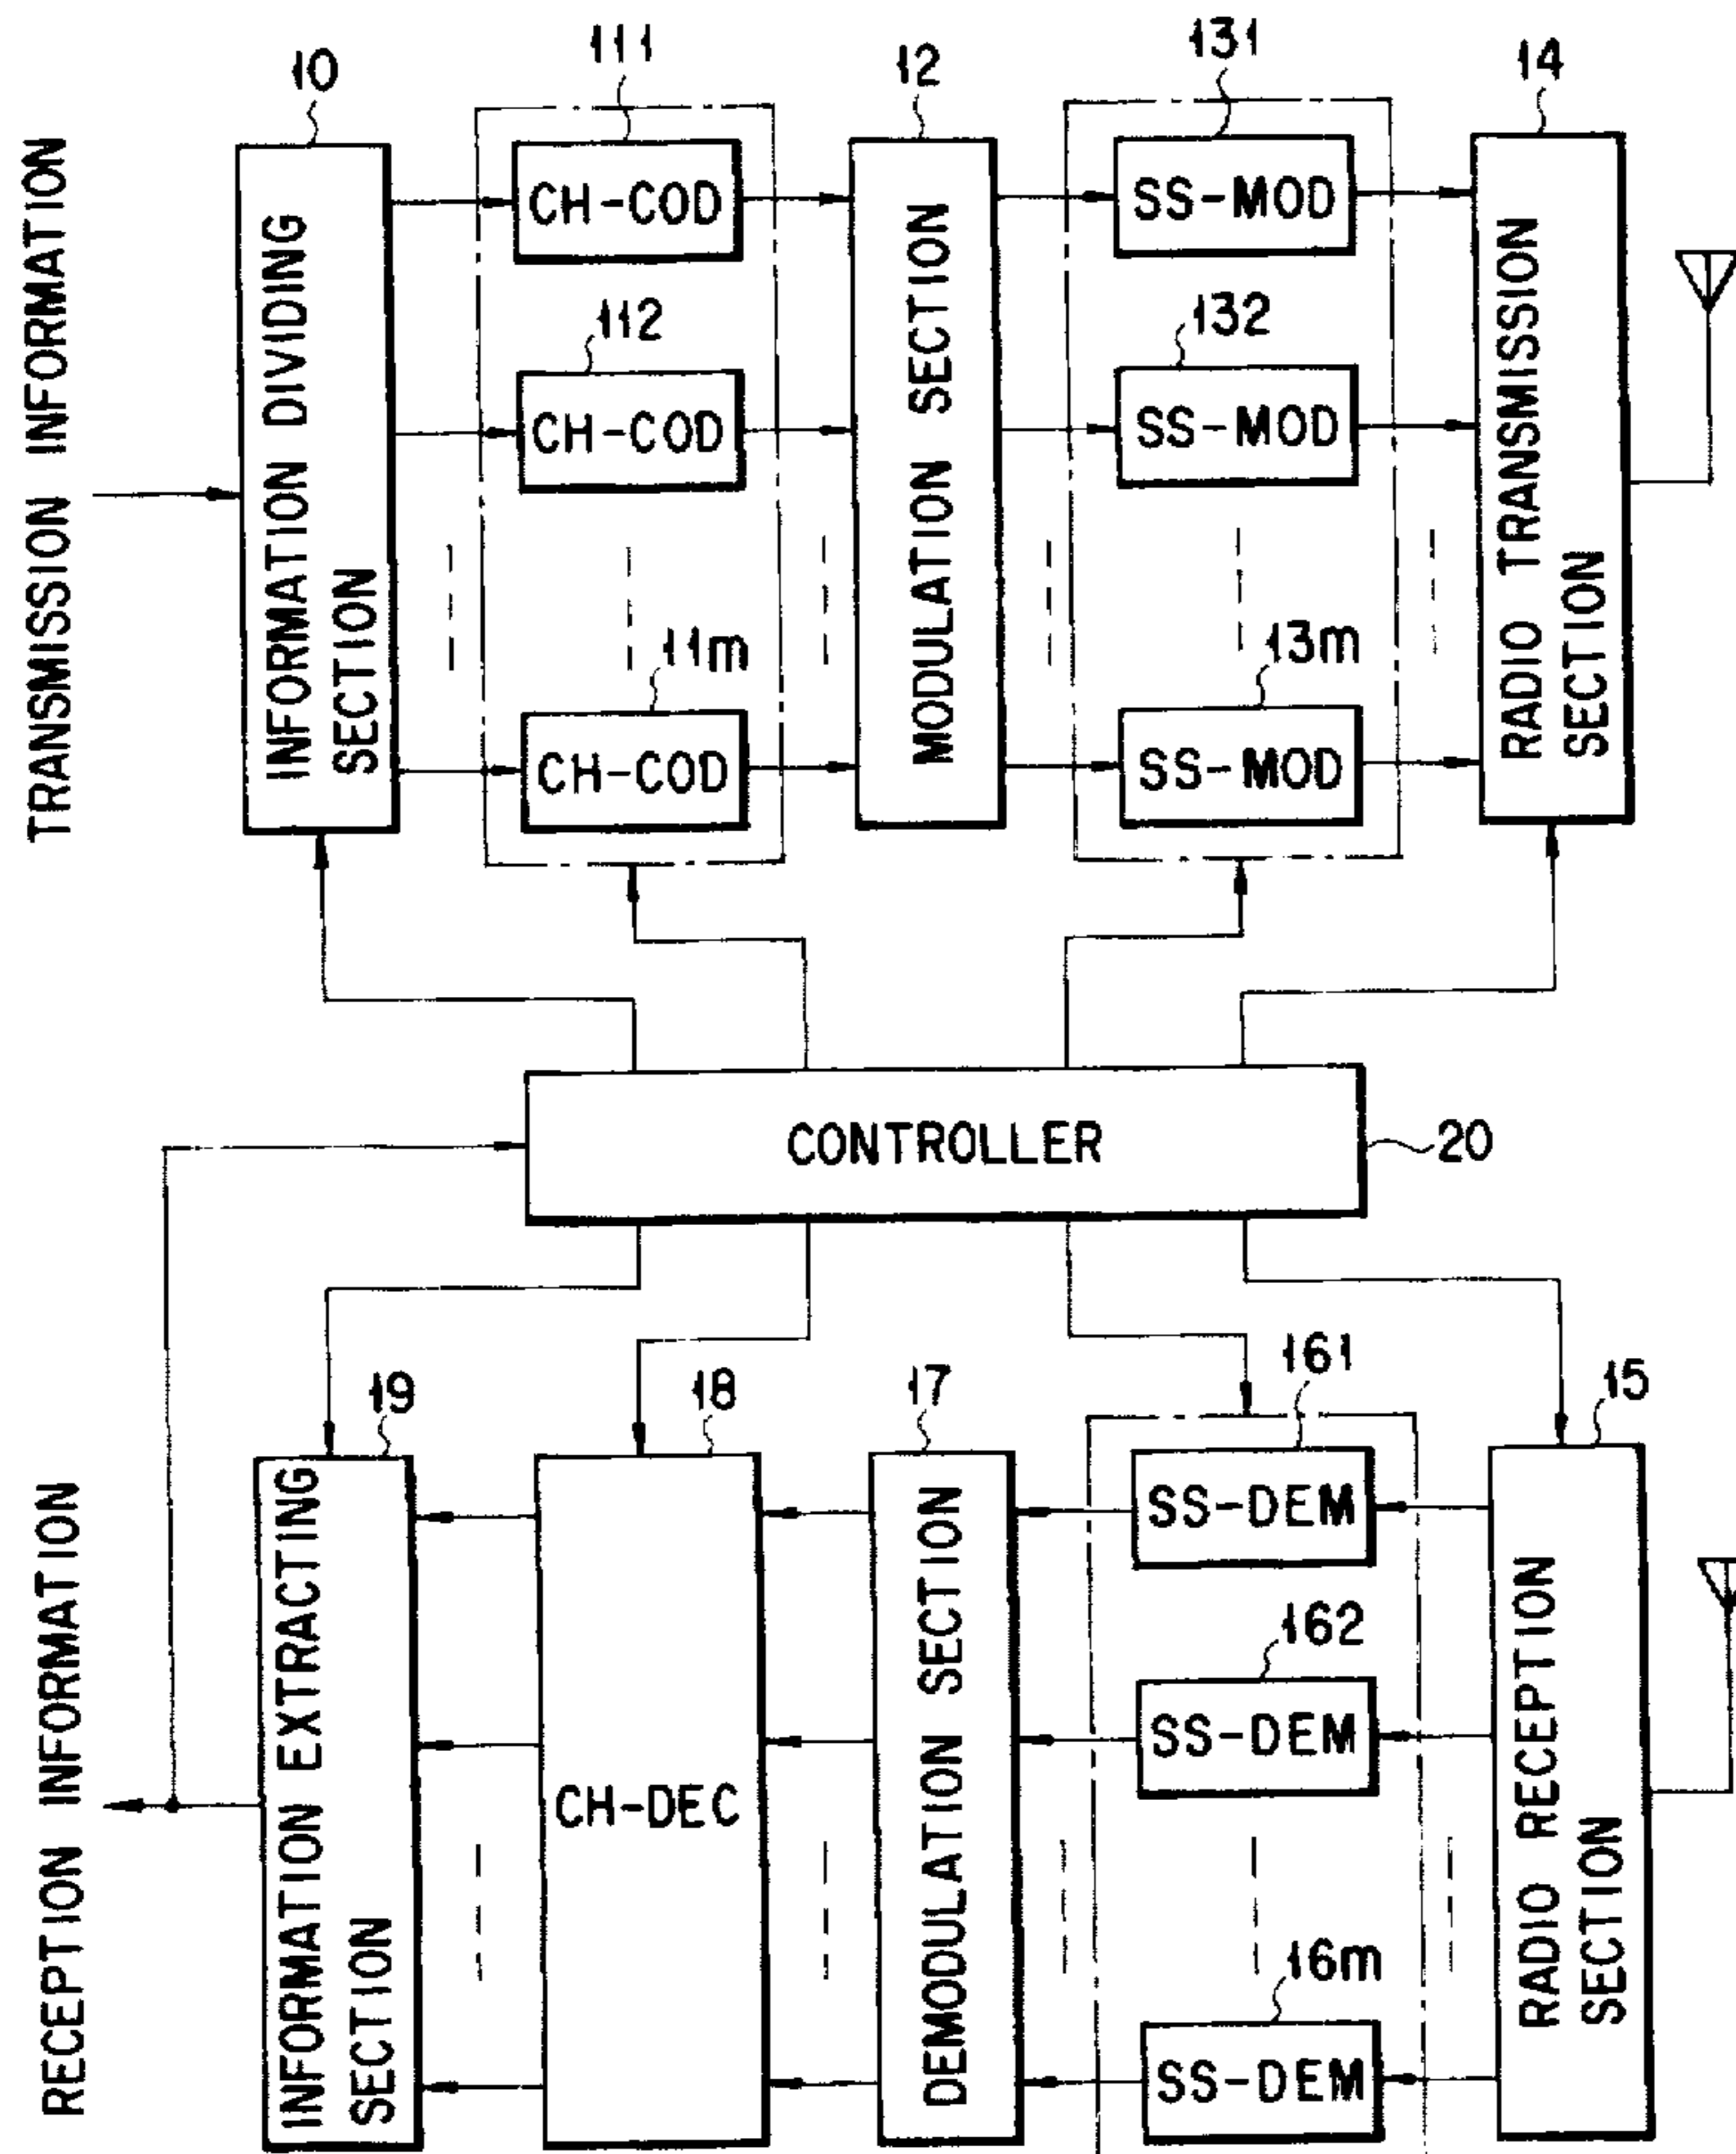 111
131
10
12
14
TRANSMISSION INFORMATION
INFORMATION DIVIDING
SECTION
CH-COD
MODULATION SECTION
SS-MOD
RADIO TRANSMISSION
SECTION
112
132
CH-COD
SS-MOD
11m
13m
CH-COD
SS-MOD
CONTROLLER
20
19
18
17
161
15
RECEPTION INFORMATION
INFORMATION EXTRACTING
SECTION
CH-DEC
DEMODULATION SECTION
SS-DEM
RADIO RECEPTION
SECTION
162
SS-DEM
16m
SS-DEM